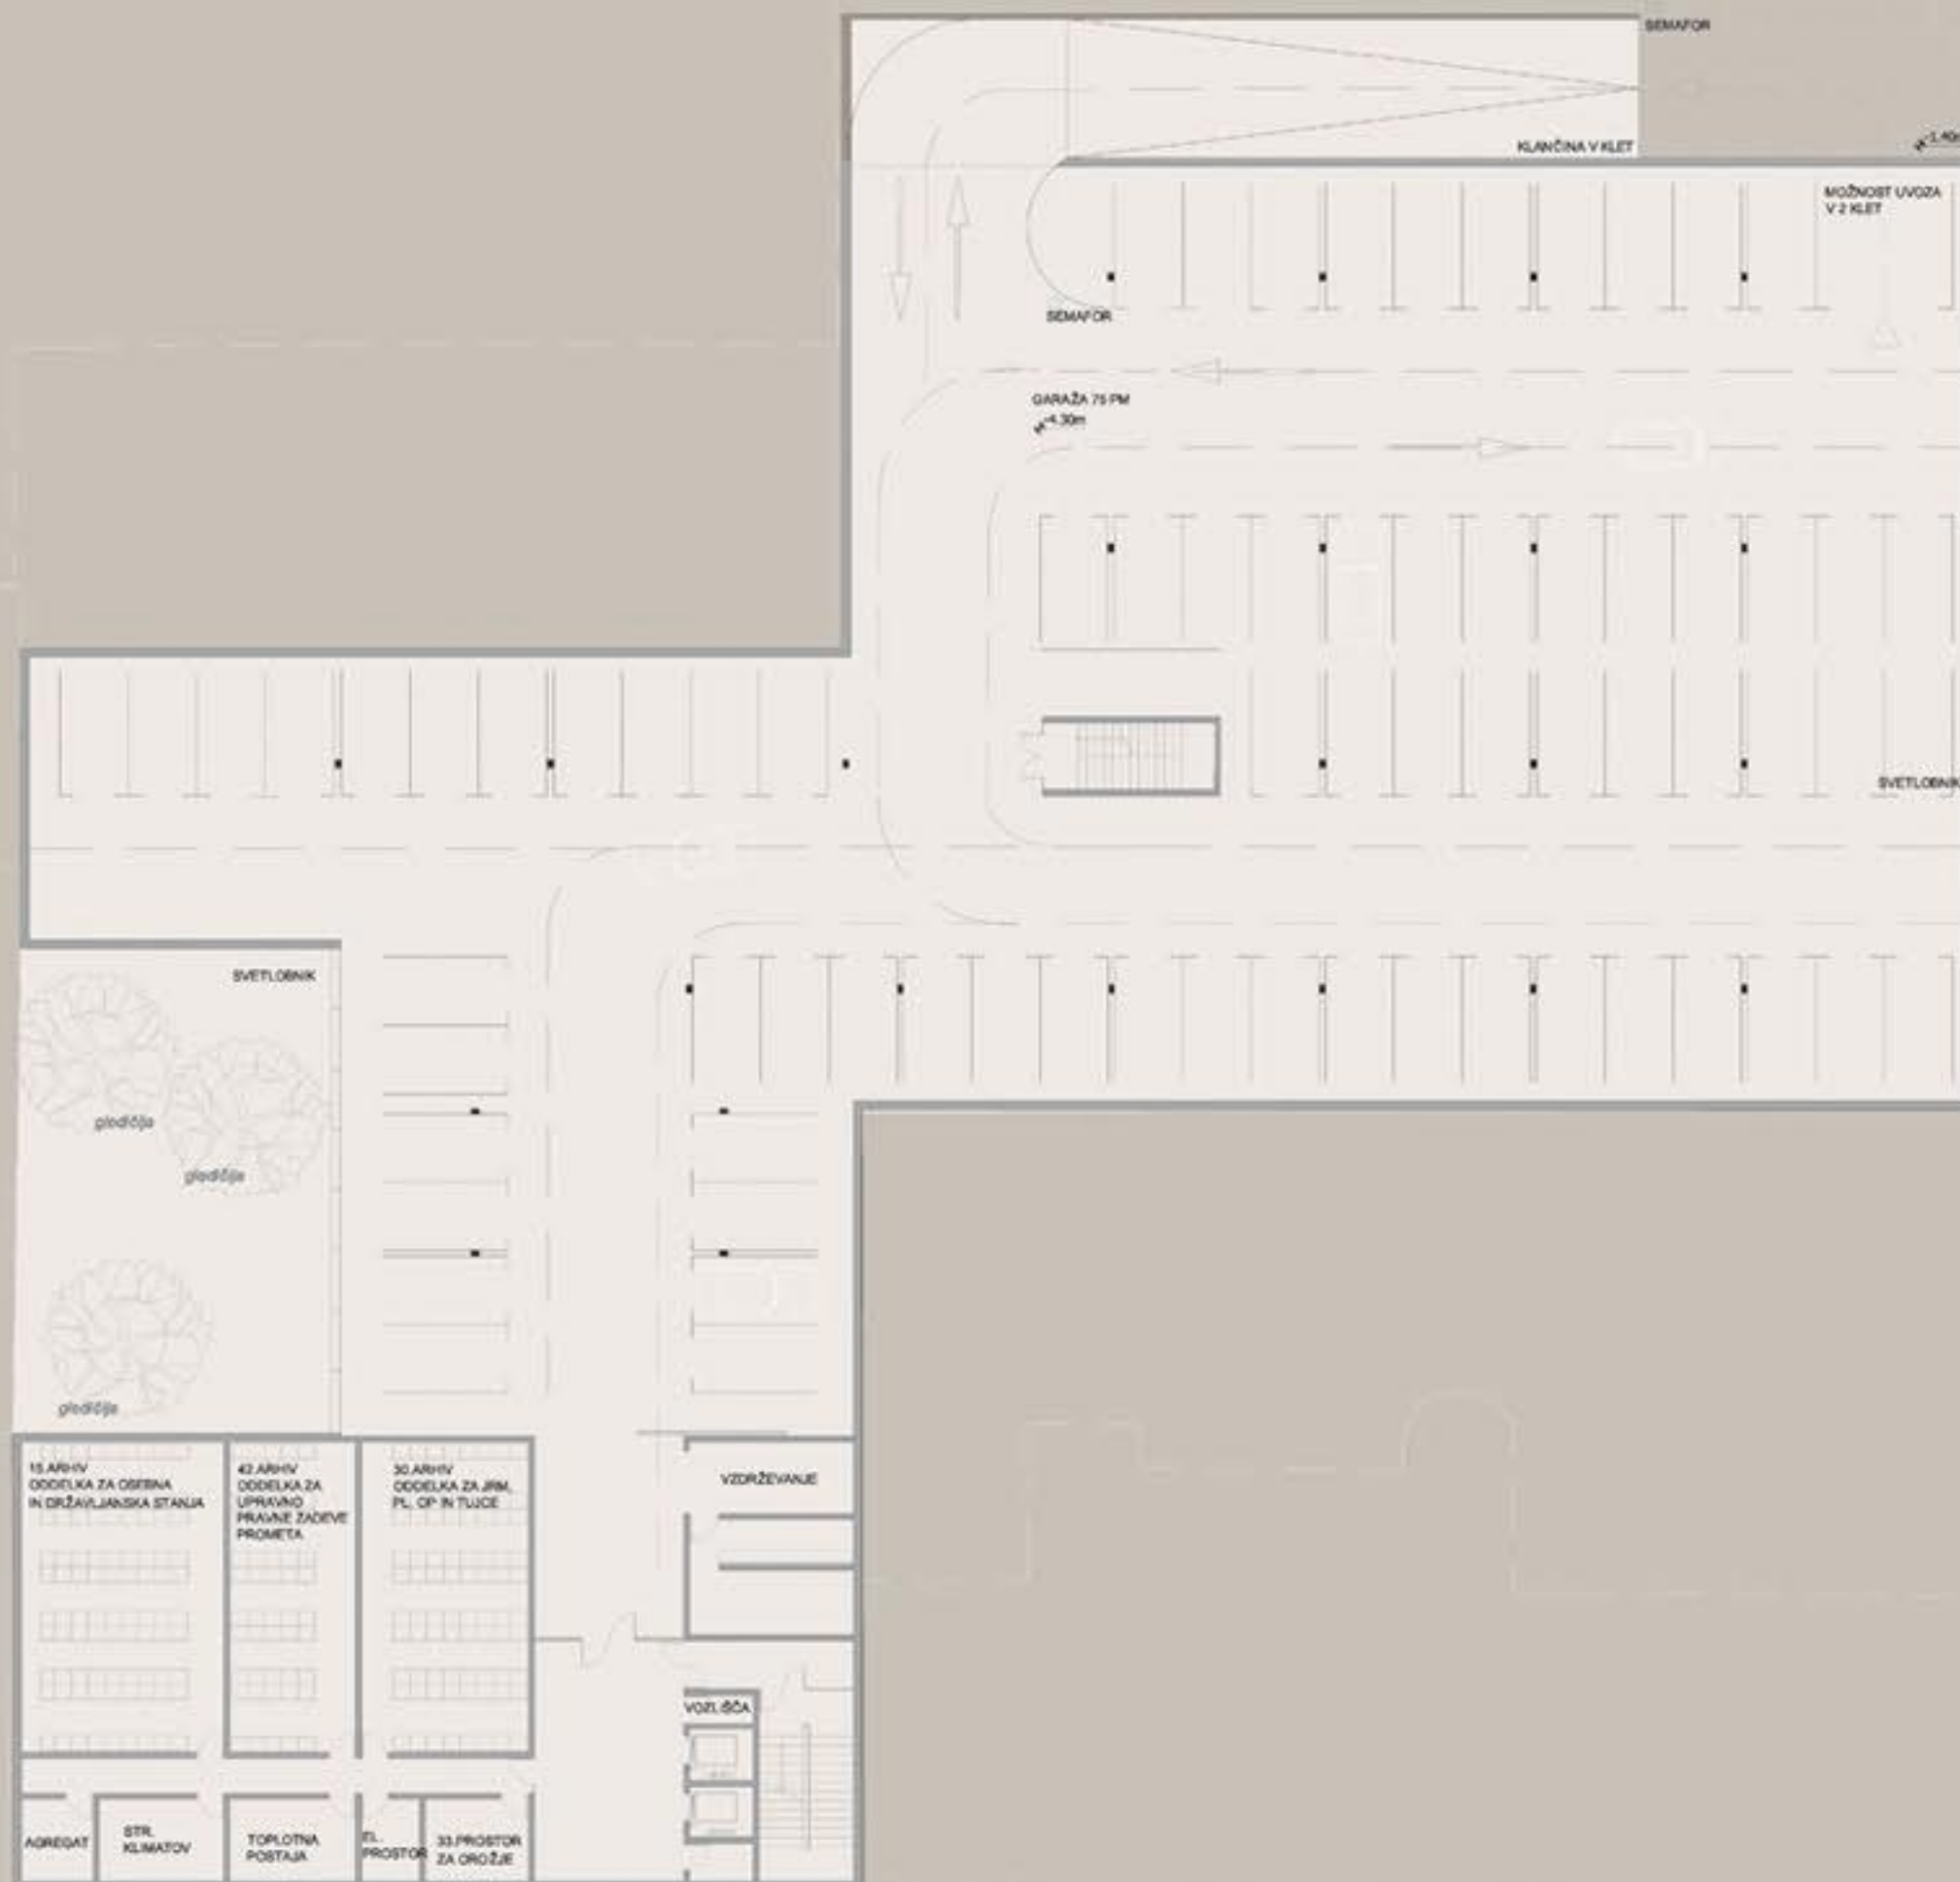 SEMAFOR
KLANČINA V KLET
-1.40
MOŽNOST UVOZA
V 2 KLET
SEMAFOR
GARAŽA 75 PM
-4.30m
SVETLOBNIK
SVETLOBNIK
gledičija
gledičija
gledičija
15.ARHIV
ODDELKA ZA OSEBNA
IN DRŽAVLJANSKA STANJA
42.ARHIV
ODDELKA ZA
UPRAVNO
PRAVNE ZADEVE
PROMETA
30.ARHIV
ODDELKA ZA JRM,
PL, OP IN TUJCE
VZDRŽEVANJE
VOZLIŠČA
AGREGAT
STR.
KLIMATOV
TOPLOTNA
POSTAJA
EL.
PROSTOR
33.PROSTOR
ZA OROŽJE